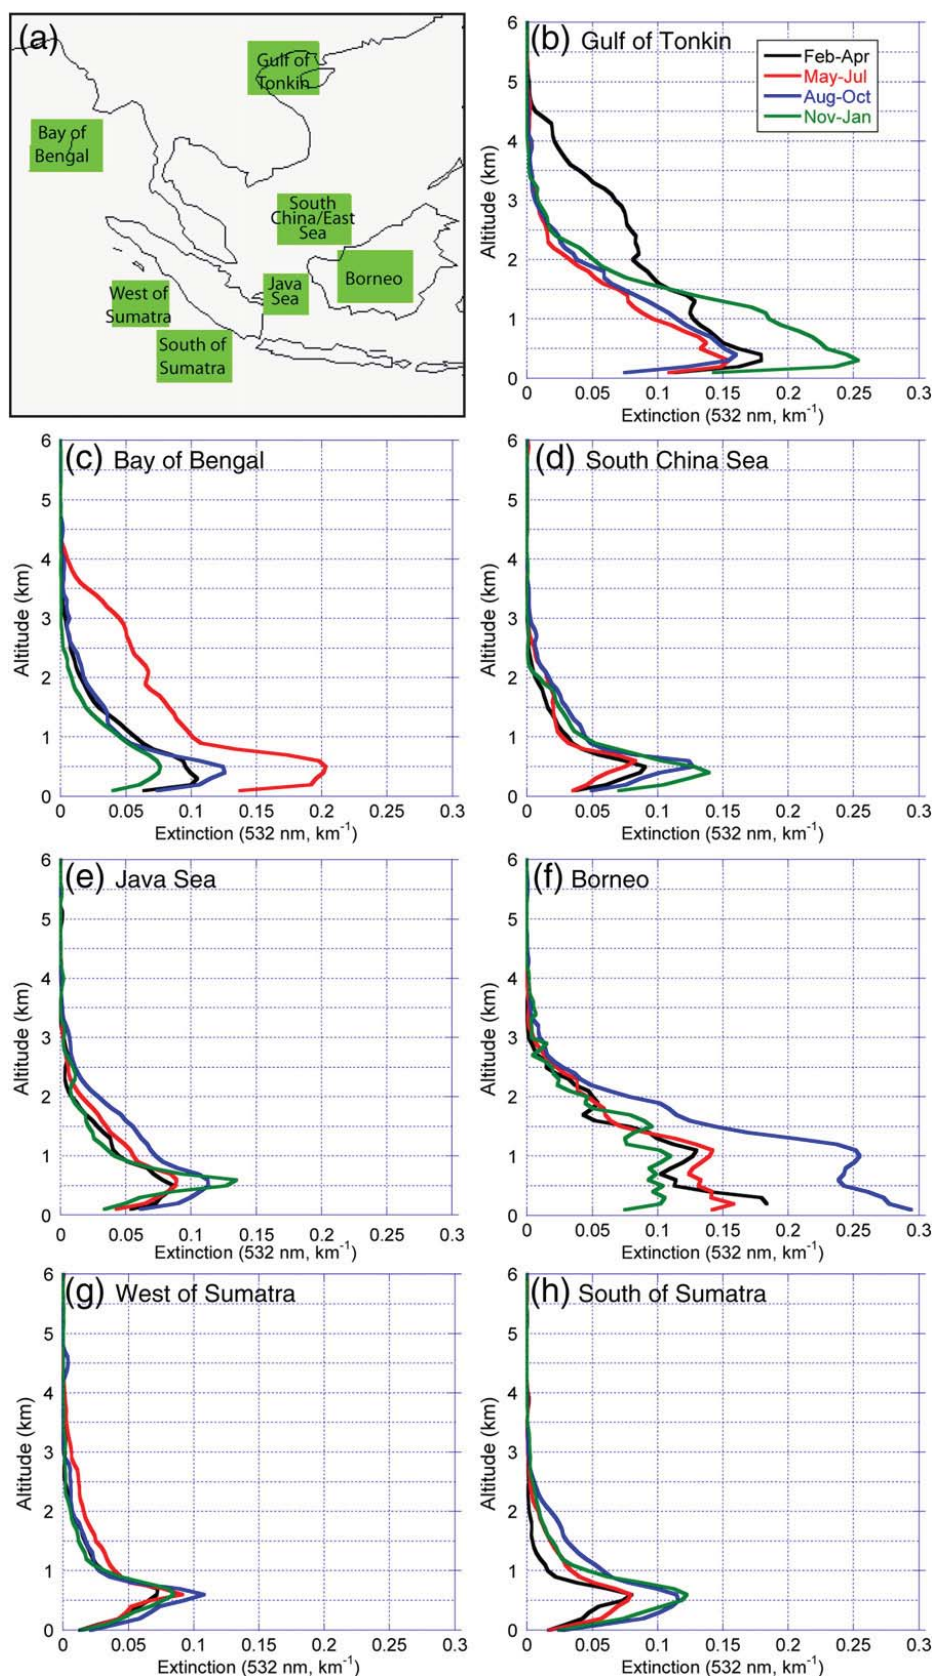 (a)
Gulf of
Tonkin
Bay of
Bengal
South
China/East
Sea
Java
Sea
Borneo
West of
Sumatra
South of
Sumatra
(b) Gulf of Tonkin
Feb-Apr
May-Jul
Aug-Oct
Nov-Jan
Altitude (km)
6
5
4
3
2
1
0
0 0.05 0.1 0.15 0.2 0.25 0.3
Extinction (532 nm, km⁻¹)
(c) Bay of Bengal
Altitude (km)
6
5
4
3
2
1
0
0 0.05 0.1 0.15 0.2 0.25 0.3
Extinction (532 nm, km⁻¹)
(d) South China Sea
Altitude (km)
6
5
4
3
2
1
0
0 0.05 0.1 0.15 0.2 0.25 0.3
Extinction (532 nm, km⁻¹)
(e) Java Sea
Altitude (km)
6
5
4
3
2
1
0
0 0.05 0.1 0.15 0.2 0.25 0.3
Extinction (532 nm, km⁻¹)
(f) Borneo
Altitude (km)
6
5
4
3
2
1
0
0 0.05 0.1 0.15 0.2 0.25 0.3
Extinction (532 nm, km⁻¹)
(g) West of Sumatra
Altitude (km)
6
5
4
3
2
1
0
0 0.05 0.1 0.15 0.2 0.25 0.3
Extinction (532 nm, km⁻¹)
(h) South of Sumatra
Altitude (km)
6
5
4
3
2
1
0
0 0.05 0.1 0.15 0.2 0.25 0.3
Extinction (532 nm, km⁻¹)